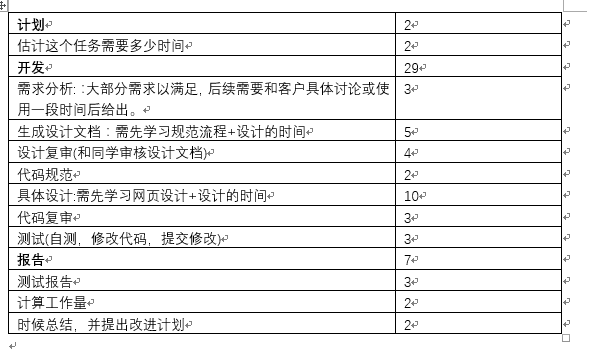 计划 2
估计这个任务需要多少时间 2
开发 29
需求分析: :大部分需求以满足, 后续需要和客户具体讨论或使 3
用一段时间后给出。
生成设计文档：需先学习规范流程+设计的时间 5
设计复审(和同学审核设计文档) 4
代码规范 2
具体设计:需先学习网页设计+设计的时间 10
代码复审 3
测试(自测，修改代码，提交修改) 3
报告 7
测试报告 3
计算工作量 2
时候总结，并提出改进计划 2